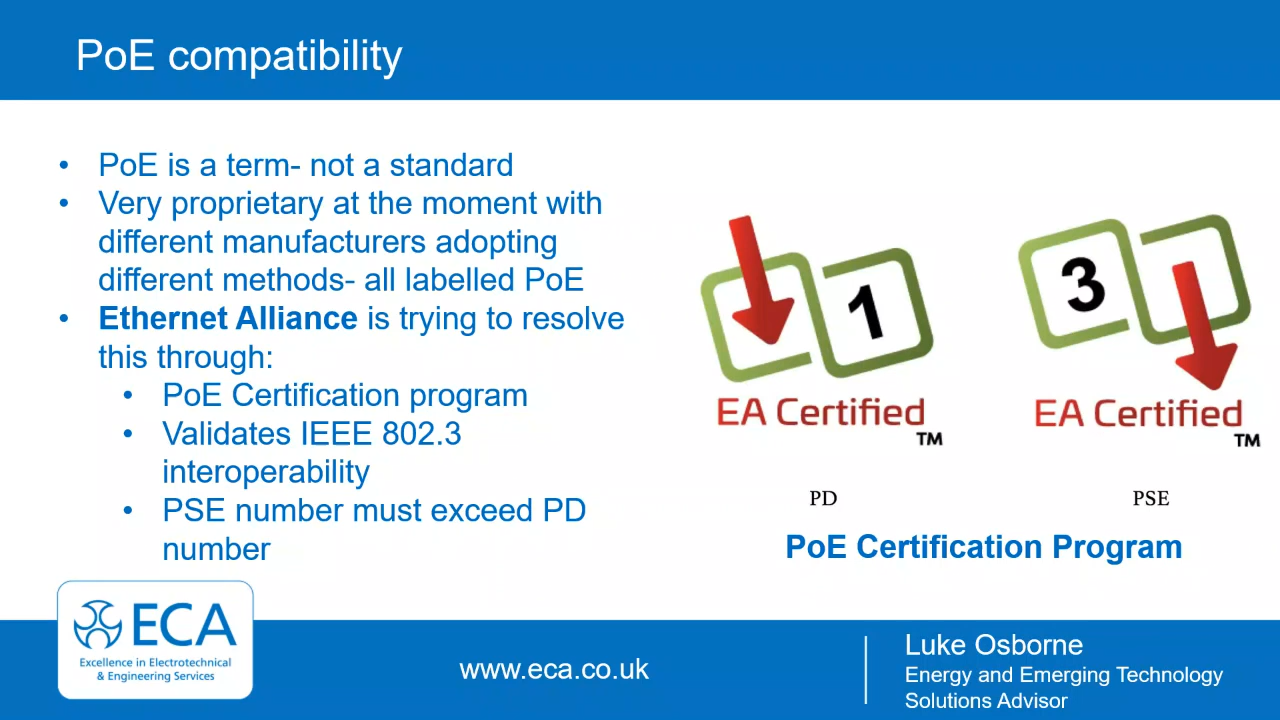 PoE compatibility
• PoE is a term- not a standard
• Very proprietary at the moment with
different manufacturers adopting
different methods- all labelled PoE
• Ethernet Alliance is trying to resolve
this through:
• PoE Certification program
• Validates IEEE 802.3
interoperability
• PSE number must exceed PD
number
1
EA Certified
TM
PD
3
EA Certified
TM
PSE
PoE Certification Program
ECA
Excellence in Electrotechnical
& Engineering Services
www.eca.co.uk
Luke Osborne
Energy and Emerging Technology
Solutions Advisor